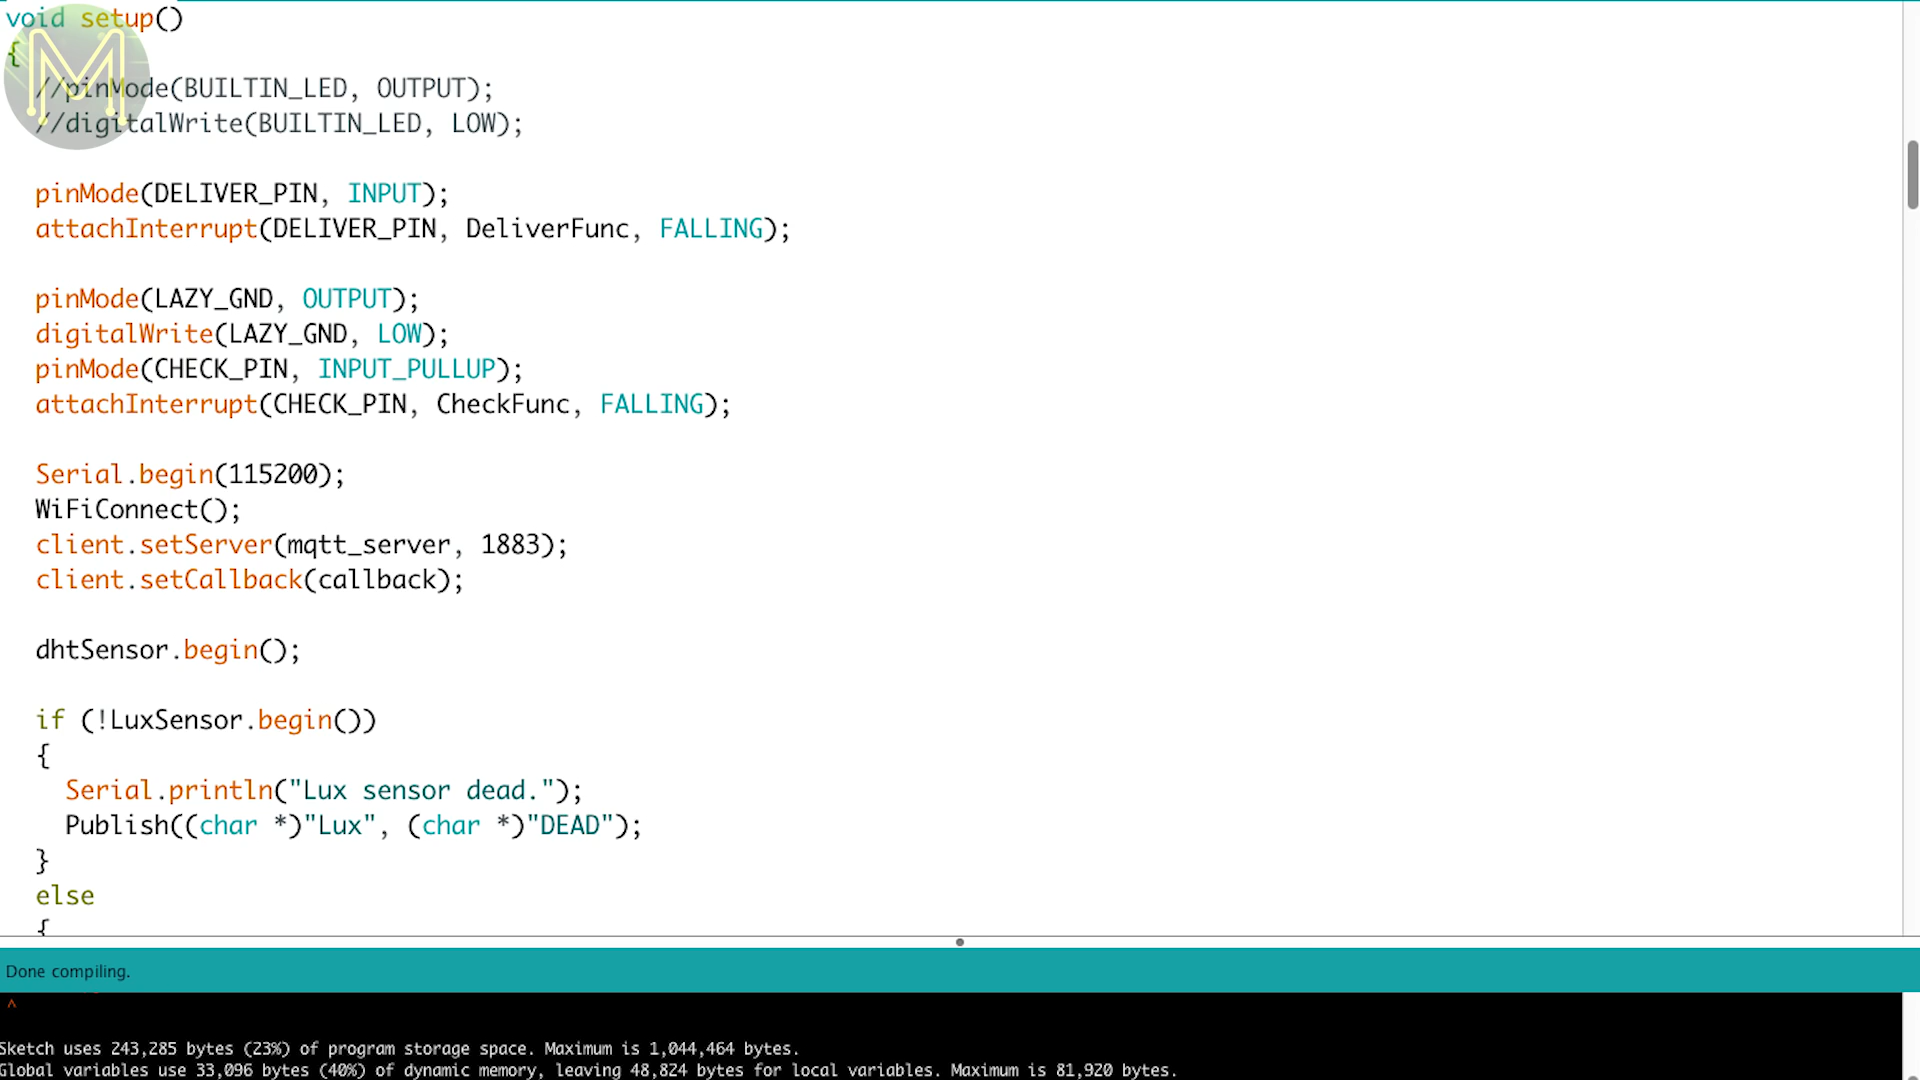 void setup()
{
//pinMode(BUILTIN_LED, OUTPUT);
//digitalWrite(BUILTIN_LED, LOW);
pinMode(DELIVER_PIN, INPUT);
attachInterrupt(DELIVER_PIN, DeliverFunc, FALLING);
pinMode(LAZY_GND, OUTPUT);
digitalWrite(LAZY_GND, LOW);
pinMode(CHECK_PIN, INPUT_PULLUP);
attachInterrupt(CHECK_PIN, CheckFunc, FALLING);
Serial.begin(115200);
WiFiConnect();
client.setServer(mqtt_server, 1883);
client.setCallback(callback);
dhtSensor.begin();
if (!LuxSensor.begin())
{
Serial.println("Lux sensor dead.");
Publish((char *)"Lux", (char *)"DEAD");
}
else
{
Done compiling.
^
Sketch uses 243,285 bytes (23%) of program storage space. Maximum is 1,044,464 bytes.
Global variables use 33,096 bytes (40%) of dynamic memory, leaving 48,824 bytes for local variables. Maximum is 81,920 bytes.
M